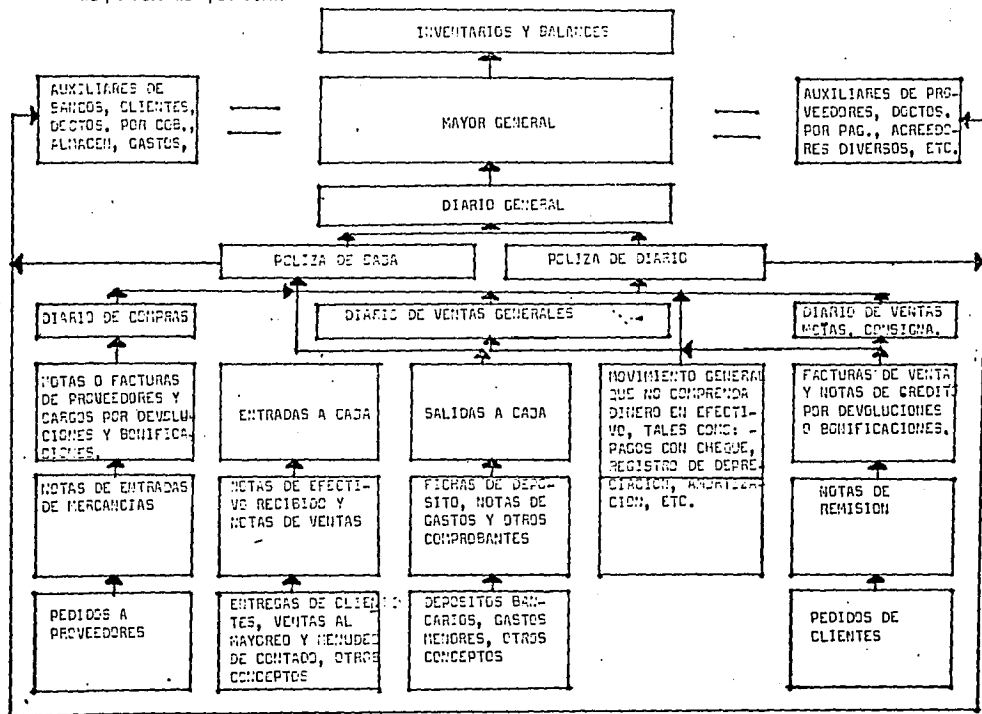 INVENTARIOS Y BALANCES
AUXILIARES DE
BANCOS, CLIENTES,
DOCTOS. POR COB.,
ALMACEN, GASTOS,
MAYOR GENERAL
AUXILIARES DE PRO-
VEEDORES, DOCTOS.
POR PAG., ACREEDO-
RES DIVERSOS, ETC.
DIARIO GENERAL
POLIZA DE CAJA
POLIZA DE DIARIO
DIARIO DE COMPRAS
DIARIO DE VENTAS GENERALES
DIARIO DE VENTAS
NOTAS, CONSIGNA.
NOTAS O FACTURAS
DE PROVEEDORES Y
CARGOS POR DEVOLU-
CIONES Y BONIFICA-
CIONES.
ENTRADAS A CAJA
SALIDAS A CAJA
MOVIMIENTO GENERAL
QUE NO COMPRENDA
DINERO EN EFECTI-
VO, TALES COMO: -
PAGOS CON CHEQUE,
REGISTRO DE DEPRE-
CIACION, AMORTIZA-
CION, ETC.
FACTURAS DE VENTA
Y NOTAS DE CREDITO
POR DEVOLUCIONES
O BONIFICACIONES.
NOTAS DE ENTRADAS
DE MERCANCIAS
NOTAS DE EFECTI-
VO RECIBIDO Y
NOTAS DE VENTAS
FICHAS DE DEPO-
SITO, NOTAS DE
GASTOS Y OTROS
COMPROBANTES
NOTAS DE
REMISION
PEDIDOS A
PROVEEDORES
ENTREGAS DE CLIEN-
TES, VENTAS AL
MAYOREO Y MENUDEO
DE CONTADO, OTROS
CONCEPTOS
DEPOSITOS BAN-
CARIOS, GASTOS
MENORES, OTROS
CONCEPTOS
PEDIDOS DE
CLIENTES